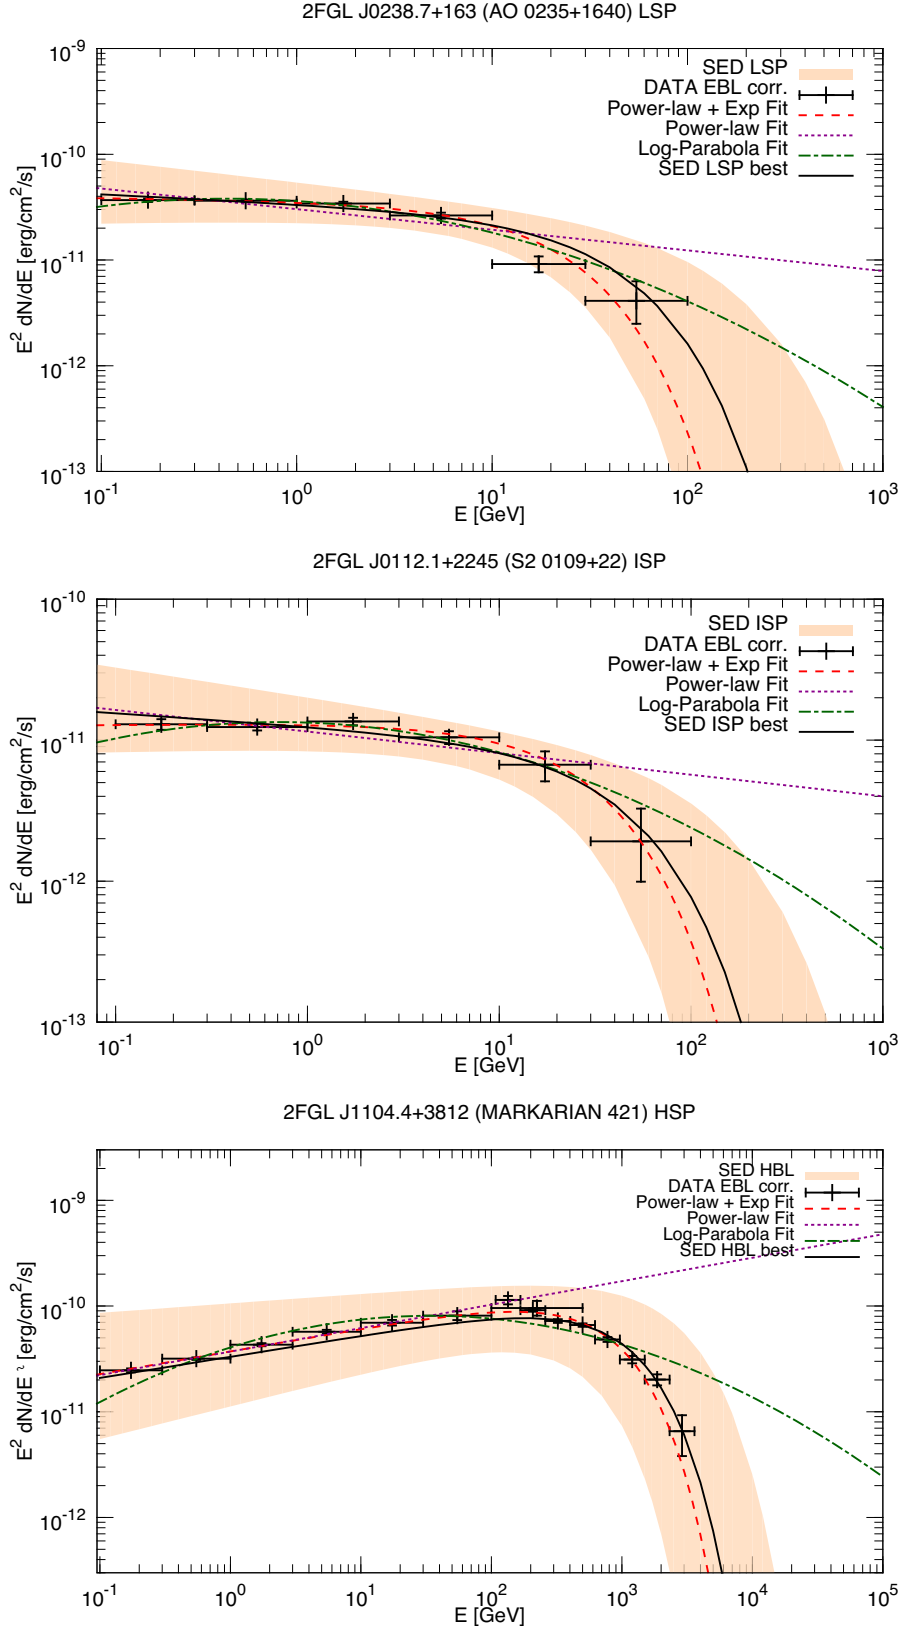 2FGL J0238.7+163 (AO 0235+1640) LSP
10^-9
10^-10
10^-11
10^-12
10^-13
E^2 dN/dE [erg/cm^2/s]
SED LSP
DATA EBL corr.
Power-law + Exp Fit
Power-law Fit
Log-Parabola Fit
SED LSP best
10^-1 10^0 10^1 10^2 10^3
E [GeV]
2FGL J0112.1+2245 (S2 0109+22) ISP
10^-10
10^-11
10^-12
10^-13
E^2 dN/dE [erg/cm^2/s]
SED ISP
DATA EBL corr.
Power-law + Exp Fit
Power-law Fit
Log-Parabola Fit
SED ISP best
10^-1 10^0 10^1 10^2 10^3
E [GeV]
2FGL J1104.4+3812 (MARKARIAN 421) HSP
10^-9
10^-10
10^-11
10^-12
E^2 dN/dE [erg/cm^2/s]
SED HBL
DATA EBL corr.
Power-law + Exp Fit
Power-law Fit
Log-Parabola Fit
SED HBL best
10^-1 10^0 10^1 10^2 10^3 10^4 10^5
E [GeV]